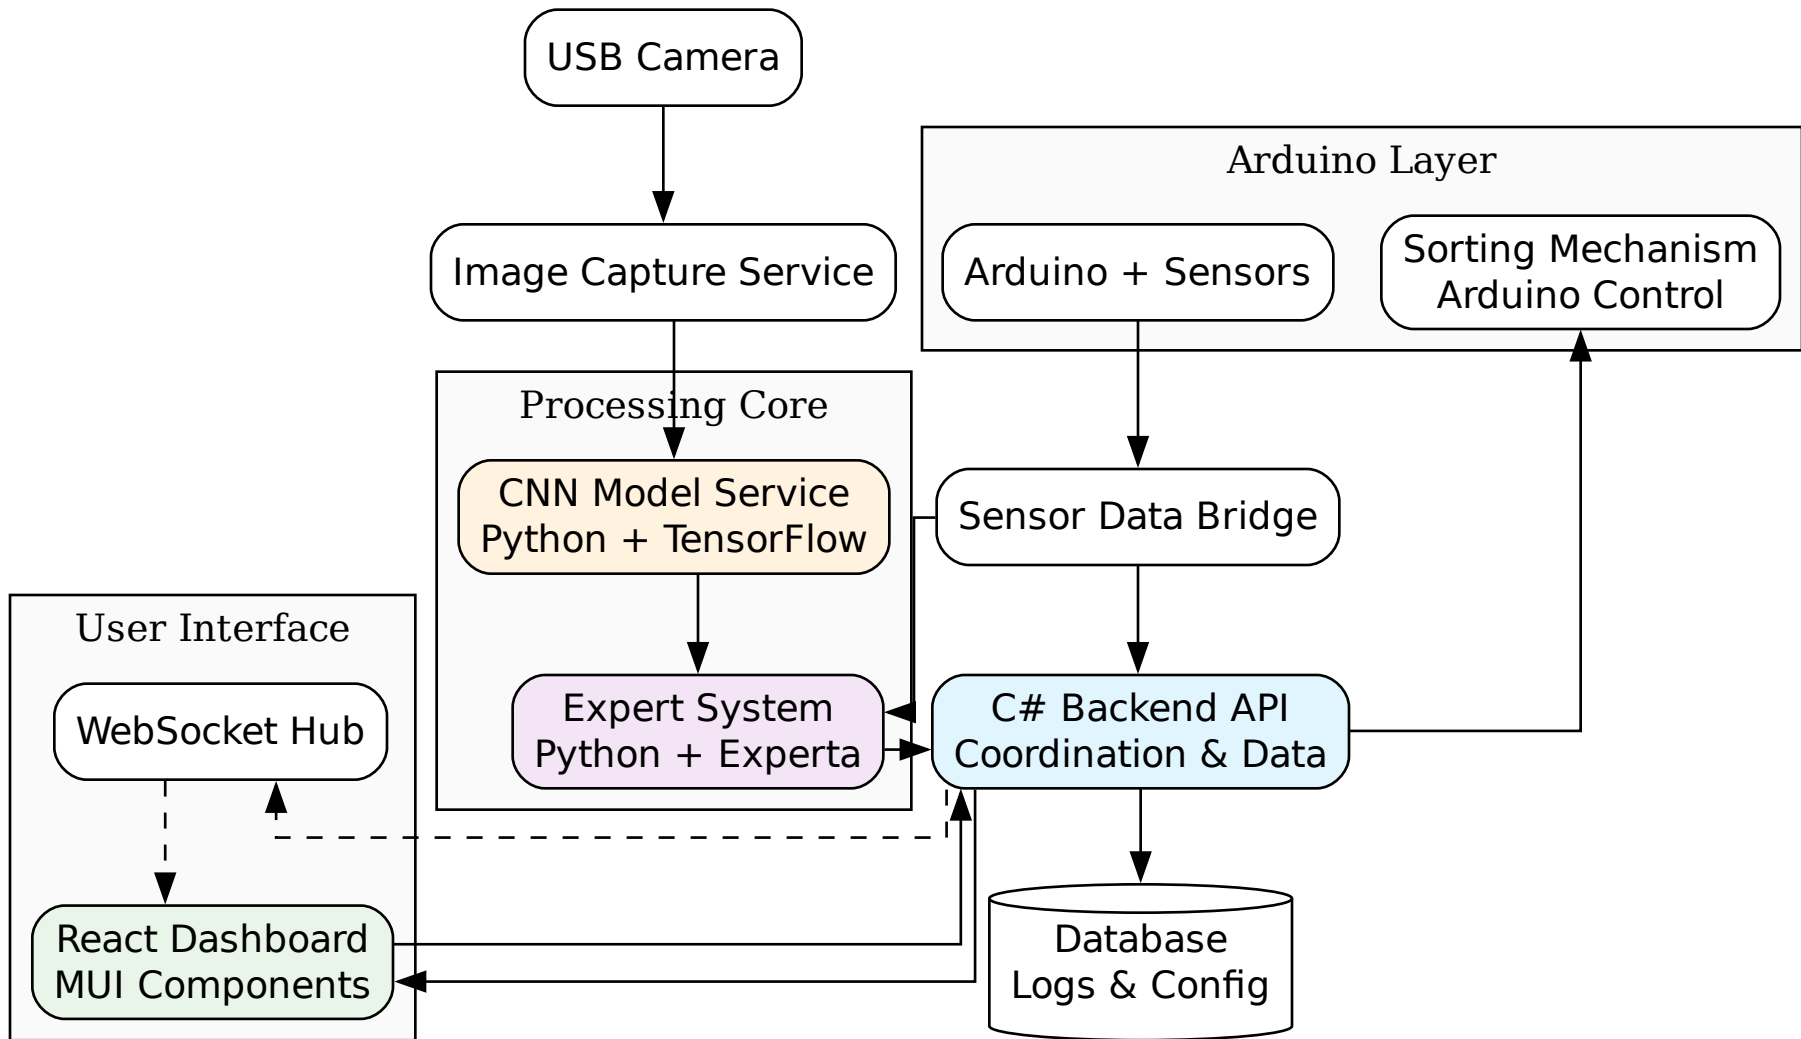 USB Camera
Arduino Layer
Image Capture Service
Arduino + Sensors
Sorting Mechanism
Arduino Control
Processing Core
CNN Model Service
Python + TensorFlow
Sensor Data Bridge
User Interface
WebSocket Hub
Expert System
Python + Experta
C# Backend API
Coordination & Data
React Dashboard
MUI Components
Database
Logs & Config